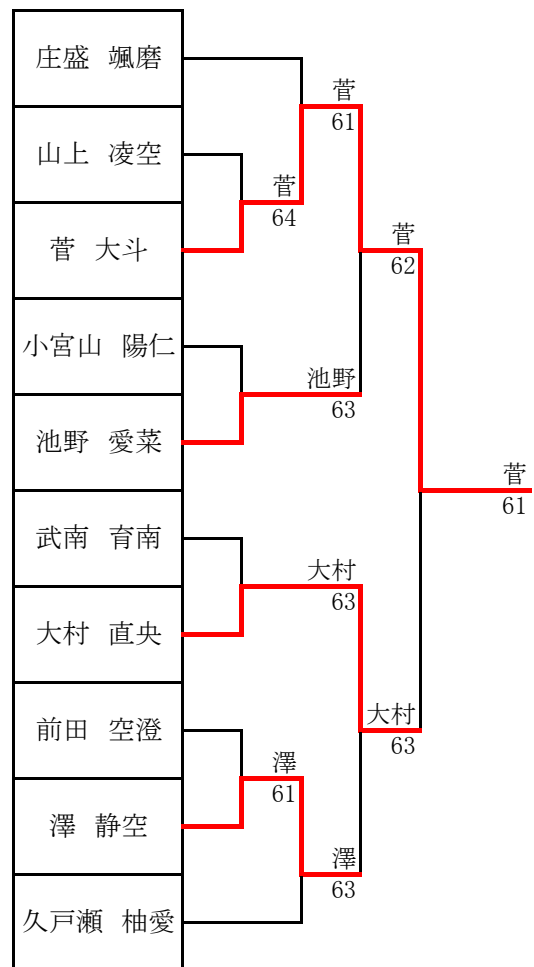 庄盛 颯磨
山上 凌空
菅 大斗
小宮山 陽仁
池野 愛菜
武南 育南
大村 直央
前田 空澄
澤 静空
久戸瀬 柚愛
菅
64
澤
61
菅
61
池野
63
大村
63
澤
63
菅
62
大村
63
菅
61